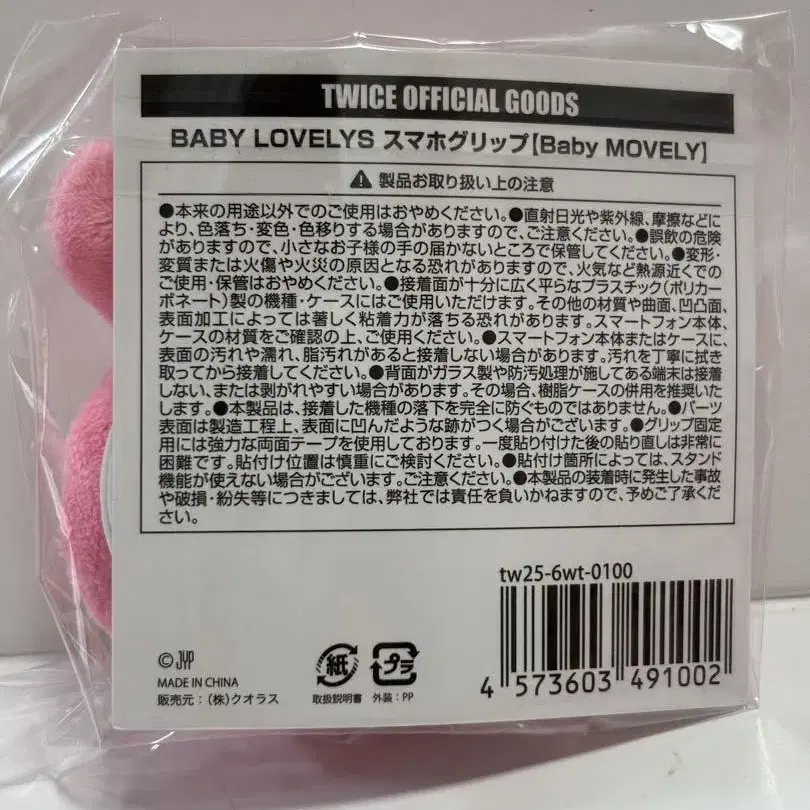 TWICE OFFICIAL GOODS
BABY LOVELYS スマホグリップ【Baby MOVELY】
⚠ 製品お取り扱い上の注意
●本来の用途以外でのご使用はおやめください。●直射日光や紫外線、摩擦などに
より、色落ち・変色・色移りする場合がありますので、ご注意ください。●誤飲の危険
がありますので、小さなお子様の手の届かないところで保管してください。●変形・
変質または火傷や火災の原因となる恐れがありますので、火気など熱源近くでの
ご使用・保管はおやめください。●接着面が十分に広く平らなプラスチック（ポリカー
ボネート）製の機種・ケースにはご使用いただけます。その他の材質や曲面、凹凸面、
表面加工によっては著しく粘着力が落ちる恐れがあります。スマートフォン本体、
ケースの材質をご確認の上、ご使用ください。●スマートフォン本体またはケースに、
表面の汚れや濡れ、脂汚れがあると接着しない場合があります。汚れを丁寧に拭き
取ってから接着してください。●背面がガラス製や防汚処理が施してある端末は接着
しない、または剥がれやすい場合があります。その場合、樹脂ケースの併用を推奨いた
します。●本製品は、接着した機種の落下を完全に防ぐものではありません。●パーツ
表面は製造工程上、表面に凹んだような跡がつく場合がございます。●グリップ固定
用には強力な両面テープを使用しております。一度貼り付けた後の貼り直しは非常に
困難です。貼付け位置は慎重にご検討ください。●貼付け箇所によっては、スタンド
機能が使えない場合がございます。ご注意ください。●本製品の装着時に発生した事故
や破損・紛失等につきましては、弊社では責任を負いかねますので、予めご了承くだ
さい。
tw25-6wt-0100
© JYP
MADE IN CHINA
販売元：(株)クオラス
紙
取扱説明書
プラ
外装：PP
4 573603 491002